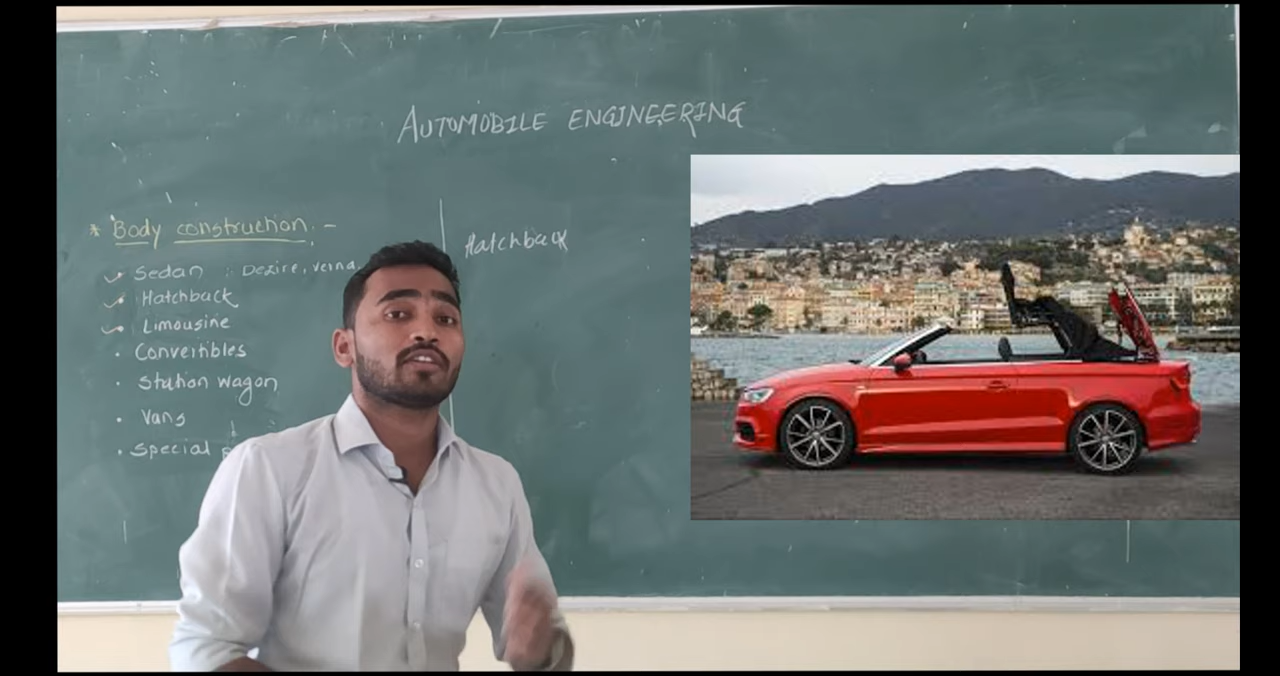 AUTOMOBILE ENGINEERING
* Body construction :-
Sedan : Dezire, verna
Hatchback
Limousine
• Convertibles
• Station wagon
• Vans
• Special
Hatchback